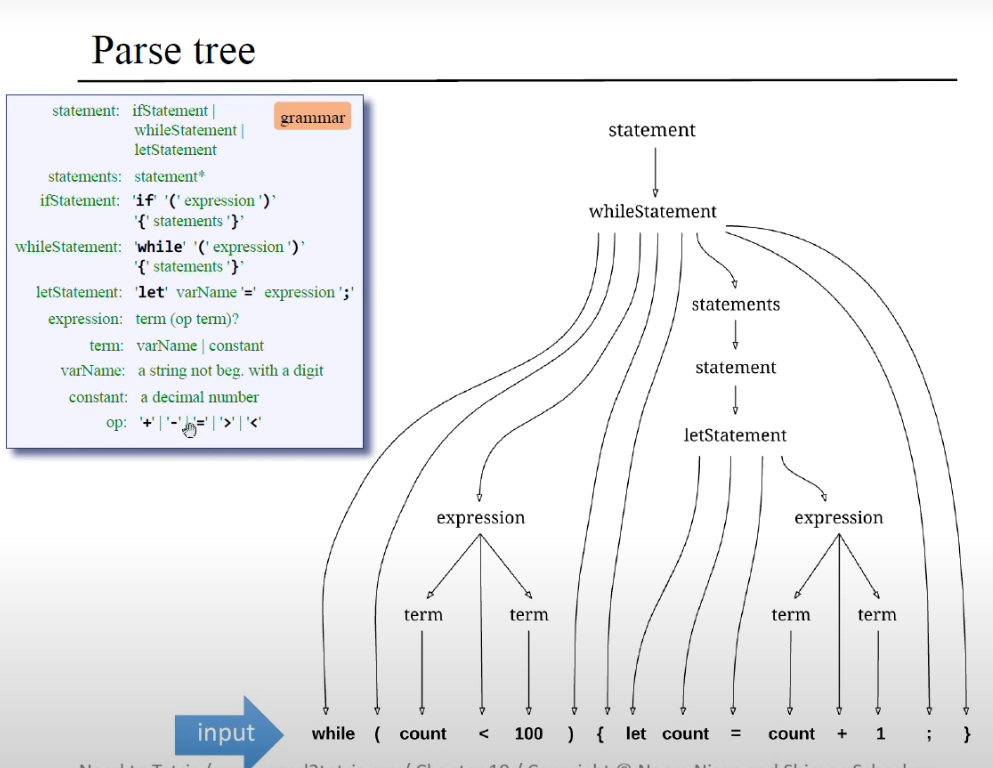 Parse tree
grammar
statement: ifStatement |
whileStatement |
letStatement
statements: statement*
ifStatement: 'if' '(' expression ')'
'{' statements '}'
whileStatement: 'while' '(' expression ')'
'{' statements '}'
letStatement: 'let' varName '=' expression ';'
expression: term (op term)?
term: varName | constant
varName: a string not beg. with a digit
constant: a decimal number
op: '+' | '-' | '=' | '>' | '<'
statement
whileStatement
statements
statement
letStatement
expression expression
term term term term
input
while ( count < 100 ) { let count = count + 1 ; }